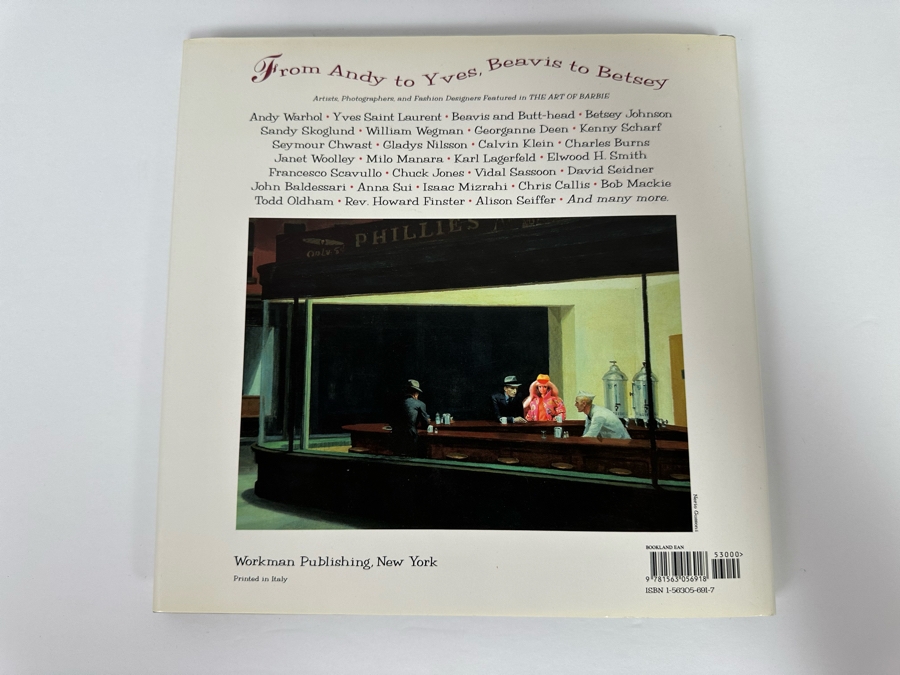 From Andy to Yves, Beavis to Betsey
Artists, Photographers, and Fashion Designers Featured in THE ART OF BARBIE
Andy Warhol • Yves Saint Laurent • Beavis and Butt-head • Betsey Johnson
Sandy Skoglund • William Wegman • Georganne Deen • Kenny Scharf
Seymour Chwast • Gladys Nilsson • Calvin Klein • Charles Burns
Janet Woolley • Milo Manara • Karl Lagerfeld • Elwood H. Smith
Francesco Scavullo • Chuck Jones • Vidal Sassoon • David Seidner
John Baldessari • Anna Sui • Isaac Mizrahi • Chris Callis • Bob Mackie
Todd Oldham • Rev. Howard Finster • Alison Seiffer • And many more.
PHILLIES
Workman Publishing, New York
Printed in Italy
BOOKLAND EAN
53000>
9 781563 056918
ISBN 1-56305-691-7